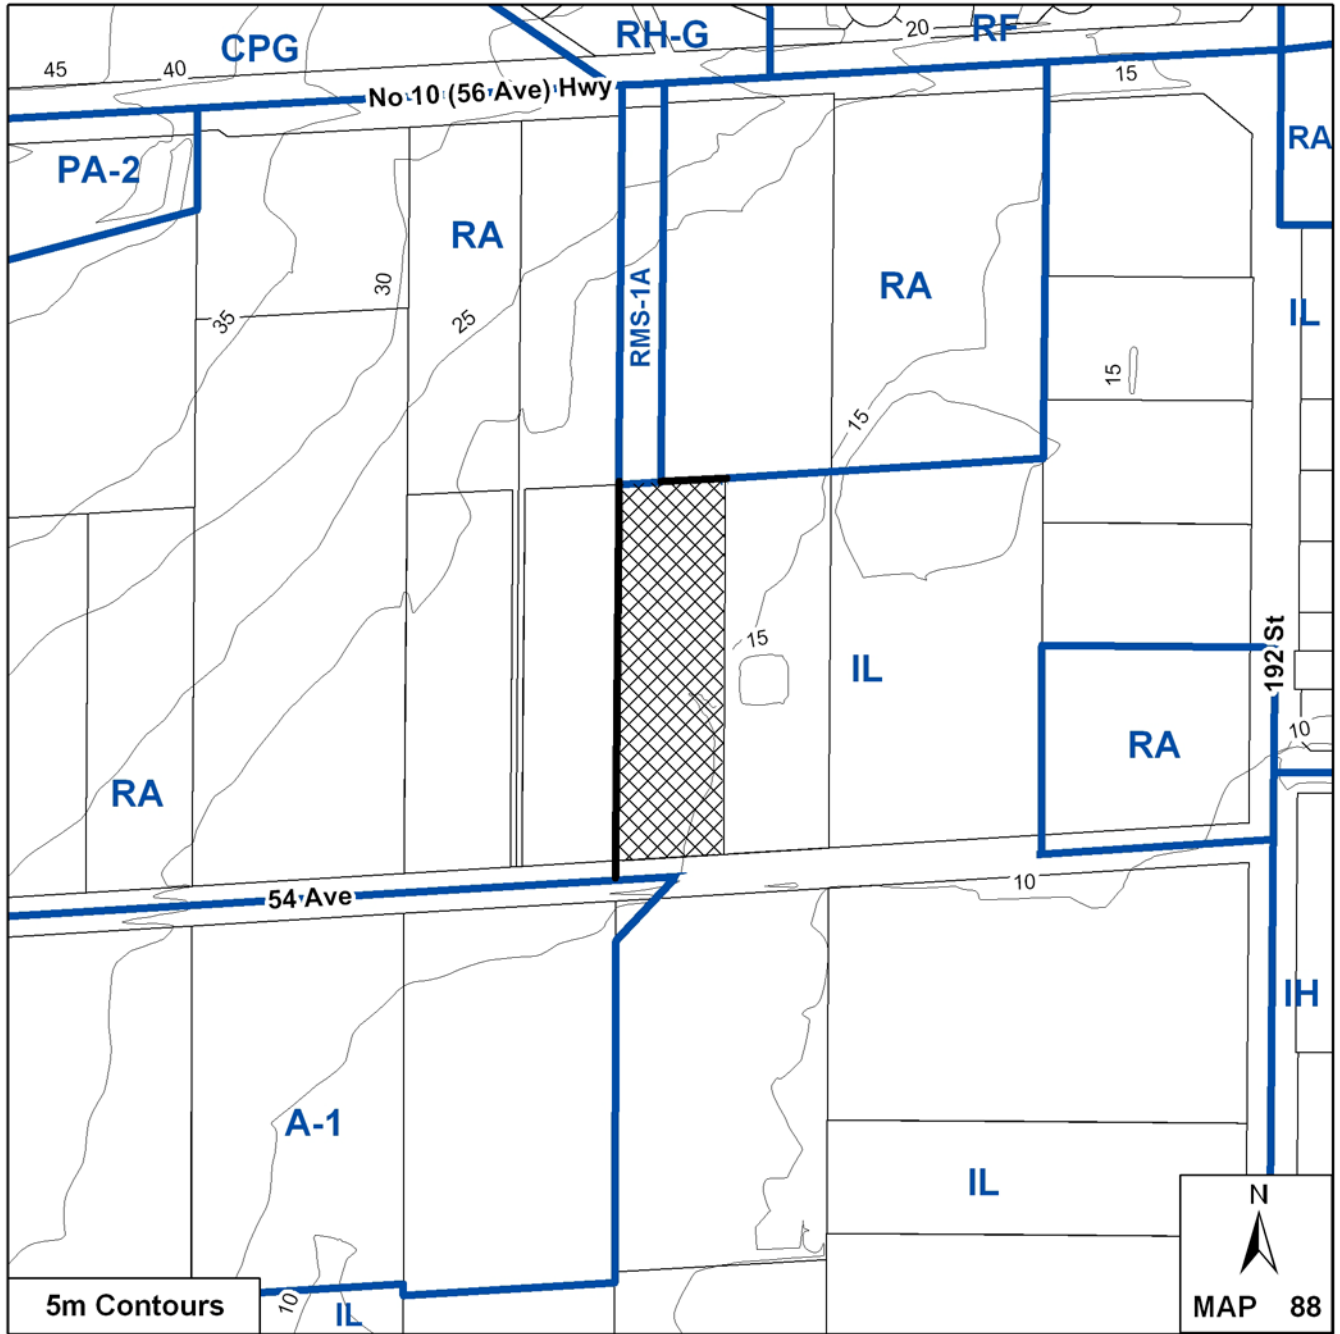 CPG
RH-G
20
RF
45
40
15
No 10 (56 Ave) Hwy
RA
PA-2
RA
RA
30
RMS-1A
IL
35
25
15
15
15
192 St
IL
10
RA
RA
10
54 Ave
IH
A-1
IL
N
5m Contours
10
IL
MAP 88